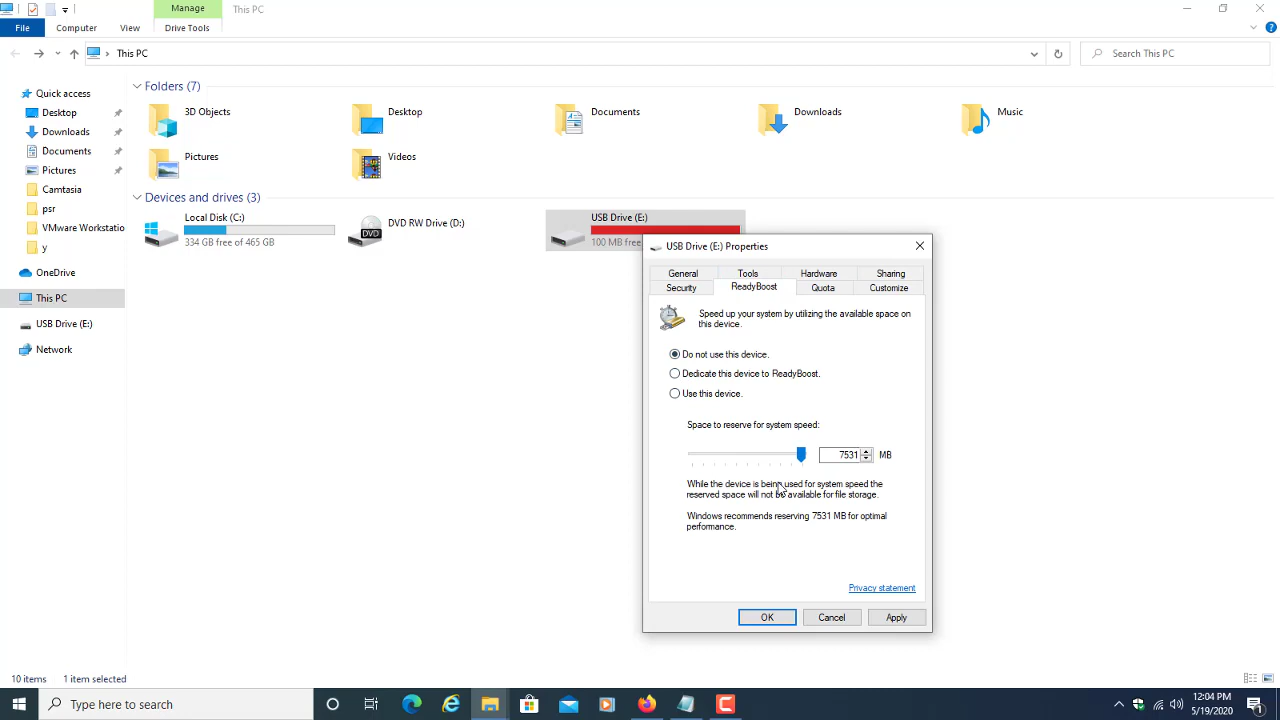 Manage
This PC
File
Computer
View
Drive Tools
This PC
Search This PC
Quick access
Desktop
Downloads
Documents
Pictures
Camtasia
psr
VMware Workstatio
y
OneDrive
This PC
USB Drive (E:)
Network
Folders (7)
3D Objects
Desktop
Documents
Downloads
Music
Pictures
Videos
Devices and drives (3)
Local Disk (C:)
334 GB free of 465 GB
DVD
DVD RW Drive (D:)
USB Drive (E:)
100 MB free
USB Drive (E:) Properties
General
Tools
Hardware
Sharing
Security
ReadyBoost
Quota
Customize
Speed up your system by utilizing the available space on
this device.
Do not use this device.
Dedicate this device to ReadyBoost.
Use this device.
Space to reserve for system speed:
7531 MB
While the device is being used for system speed the
reserved space will not be available for file storage.
Windows recommends reserving 7531 MB for optimal
performance.
Privacy statement
OK
Cancel
Apply
10 items
1 item selected
Type here to search
12:04 PM
5/19/2020